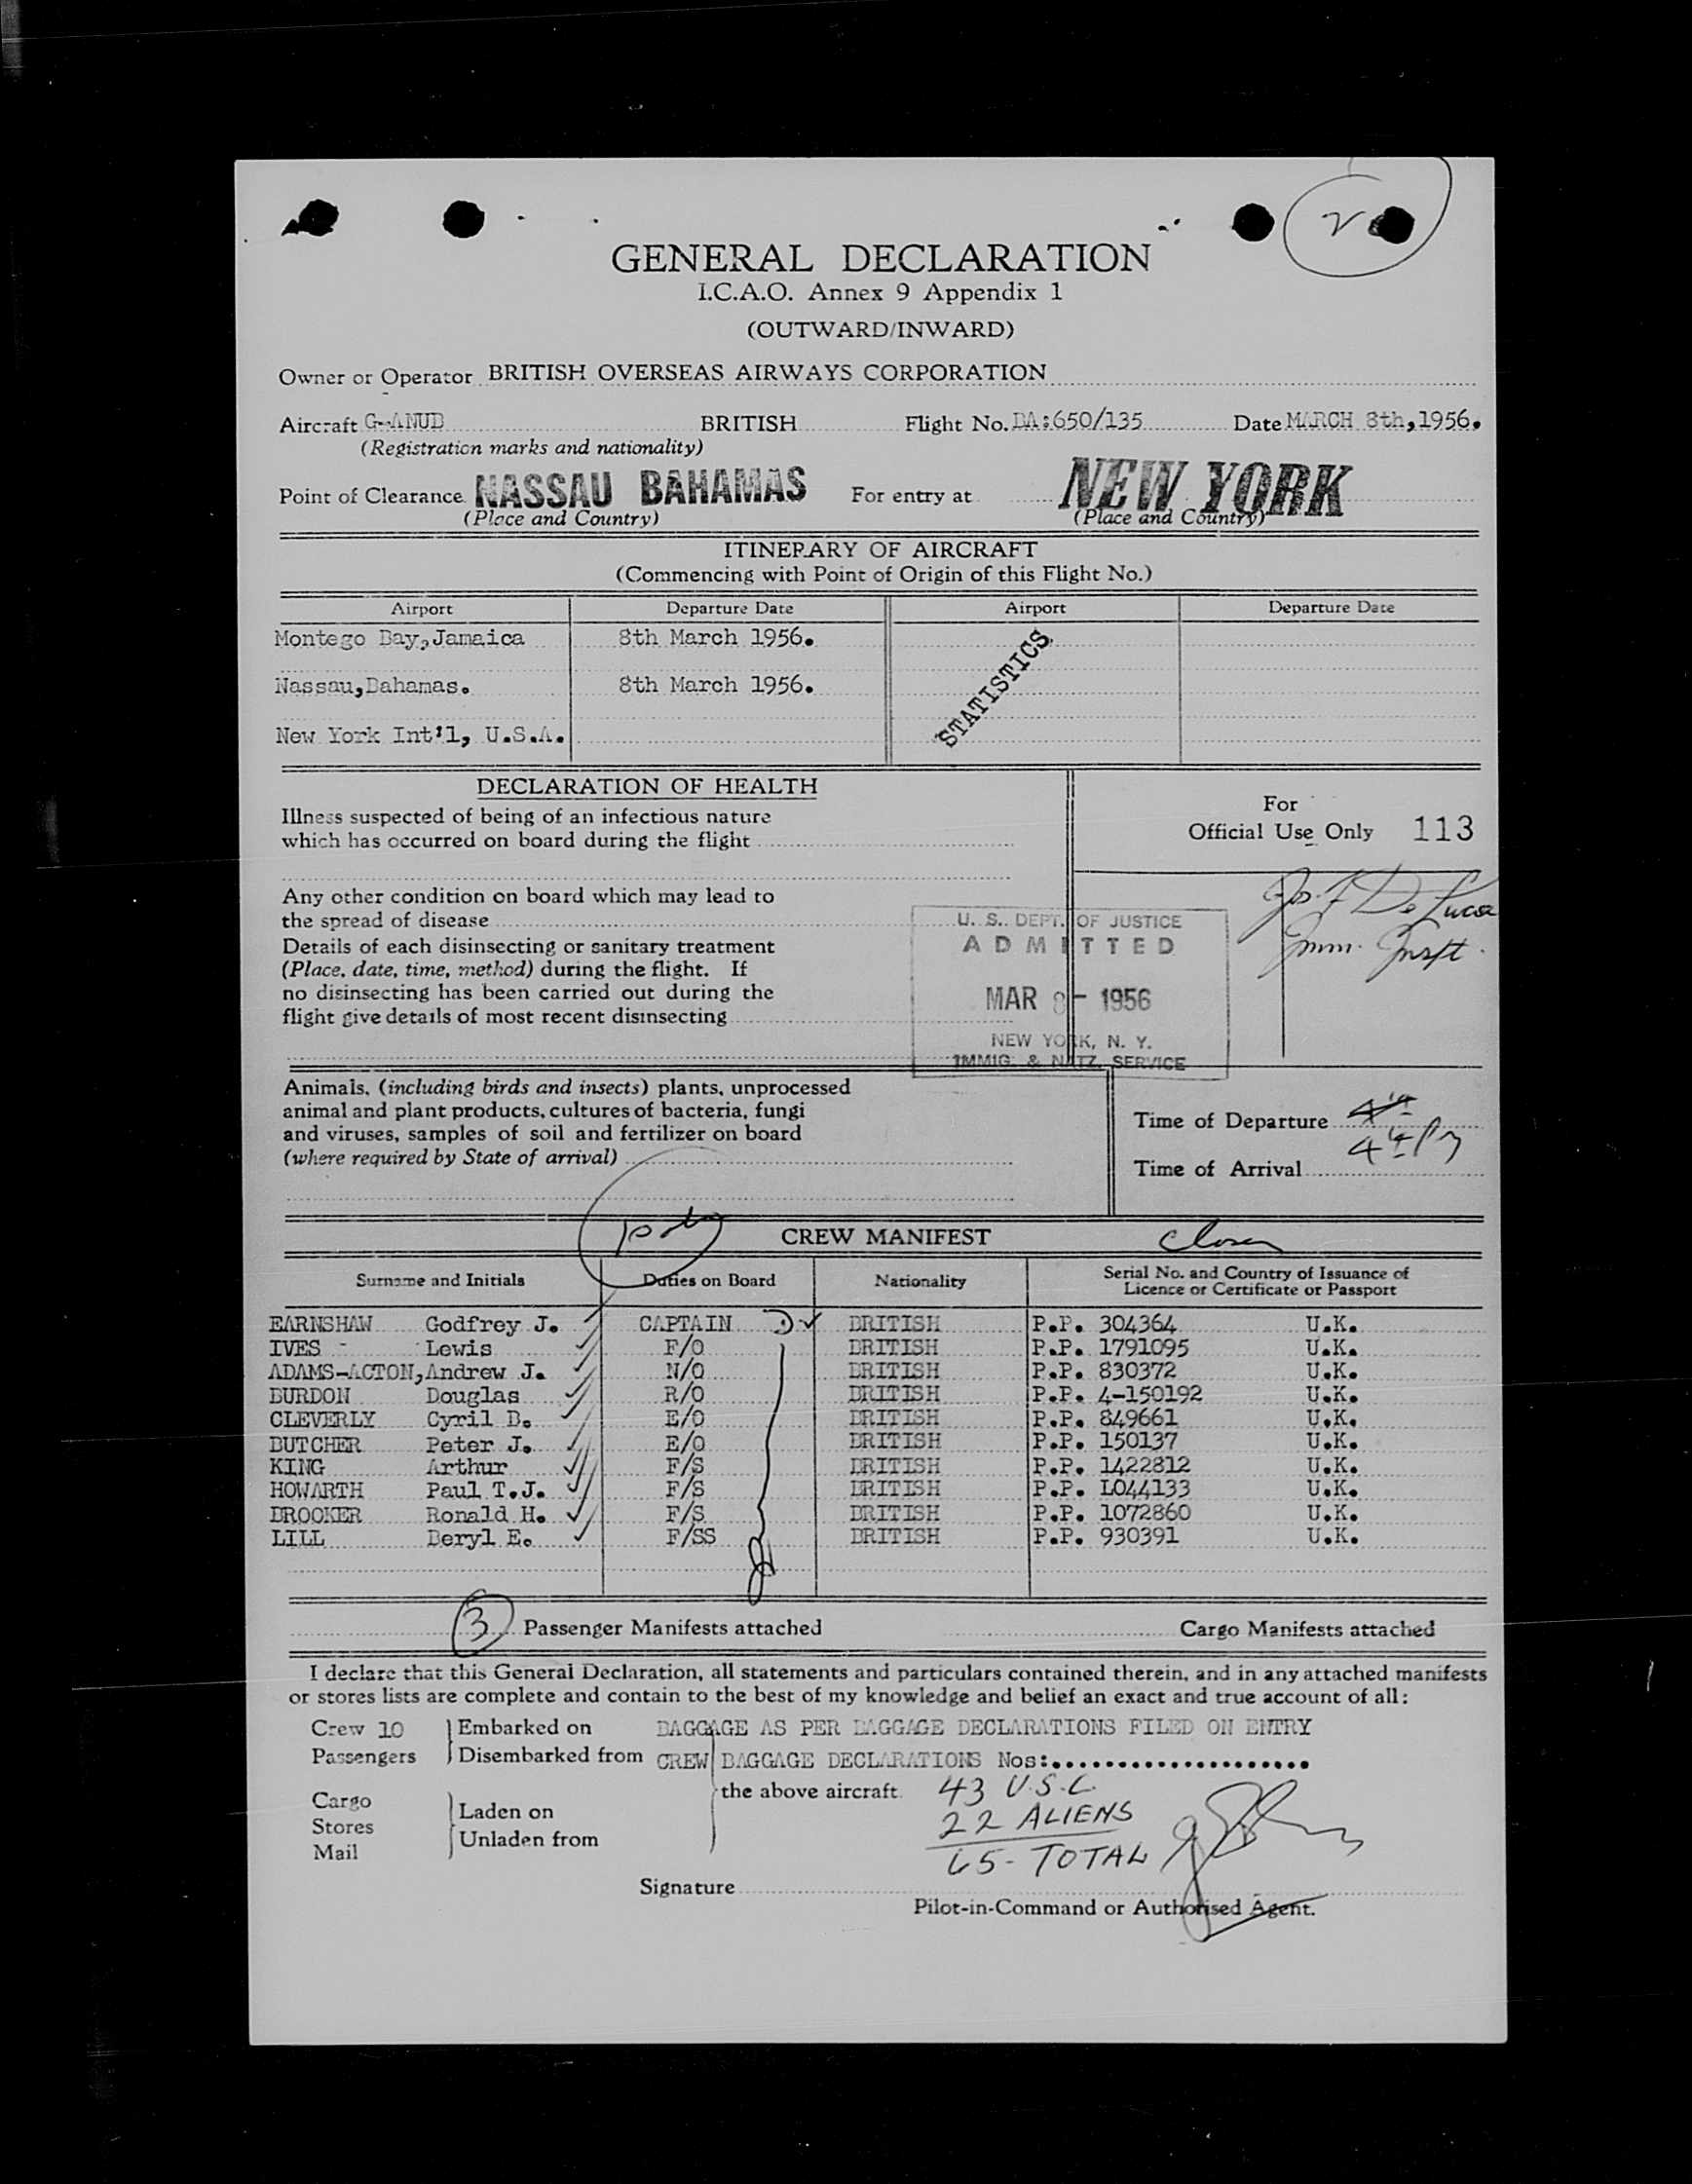 2
GENERAL DECLARATION
I.C.A.O. Annex 9 Appendix 1
(OUTWARD/INWARD)
Owner or Operator BRITISH OVERSEAS AIRWAYS CORPORATION
Aircraft G-ANUB BRITISH Flight No. BA:650/135 Date MARCH 8th, 1956.
(Registration marks and nationality)
Point of Clearance NASSAU BAHAMAS For entry at NEW YORK
(Place and Country) (Place and Country)
ITINERARY OF AIRCRAFT
(Commencing with Point of Origin of this Flight No.)
Airport Departure Date Airport Departure Date
Montego Bay, Jamaica 8th March 1956.
Nassau, Bahamas. 8th March 1956.
New York Int'l, U.S.A.
STATISTICS
DECLARATION OF HEALTH
Illness suspected of being of an infectious nature
which has occurred on board during the flight
Any other condition on board which may lead to
the spread of disease
Details of each disinsecting or sanitary treatment
(Place, date, time, method) during the flight. If
no disinsecting has been carried out during the
flight give details of most recent disinsecting
For
Official Use Only 113
Jos. F De Luca
Imm. Inspt.
U. S. DEPT. OF JUSTICE
ADMITTED
MAR 8 - 1956
NEW YORK, N. Y.
IMMIG. & NATZ. SERVICE
Animals, (including birds and insects) plants, unprocessed
animal and plant products, cultures of bacteria, fungi
and viruses, samples of soil and fertilizer on board
(where required by State of arrival)
Time of Departure
Time of Arrival
CREW MANIFEST
Surname and Initials Duties on Board Nationality Serial No. and Country of Issuance of
Licence or Certificate or Passport
EARNSHAW Godfrey J. CAPTAIN BRITISH P.P. 304364 U.K.
IVES Lewis F/O BRITISH P.P. 1791095 U.K.
ADAMS-ACTON, Andrew J. N/O BRITISH P.P. 830372 U.K.
BURDON Douglas R/O BRITISH P.P. 4-150192 U.K.
CLEVERLY Cyril B. E/O BRITISH P.P. 849661 U.K.
BUTCHER Peter J. E/O BRITISH P.P. 150137 U.K.
KING Arthur F/S BRITISH P.P. 1422812 U.K.
HOWARTH Paul T.J. F/S BRITISH P.P. L044133 U.K.
BROOKER Ronald H. F/S BRITISH P.P. 1072860 U.K.
LILL Beryl E. F/SS BRITISH P.P. 930391 U.K.
3 Passenger Manifests attached Cargo Manifests attached
I declare that this General Declaration, all statements and particulars contained therein, and in any attached manifests
or stores lists are complete and contain to the best of my knowledge and belief an exact and true account of all:
Crew 10 Embarked on BAGGAGE AS PER BAGGAGE DECLARATIONS FILED ON ENTRY
Passengers Disembarked from CREW BAGGAGE DECLARATIONS Nos:.....................
the above aircraft.
Cargo Laden on
Stores Unladen from
Mail
43 U.S.C.
22 ALIENS
65 - TOTAL
Signature
Pilot-in-Command or Authorised Agent.